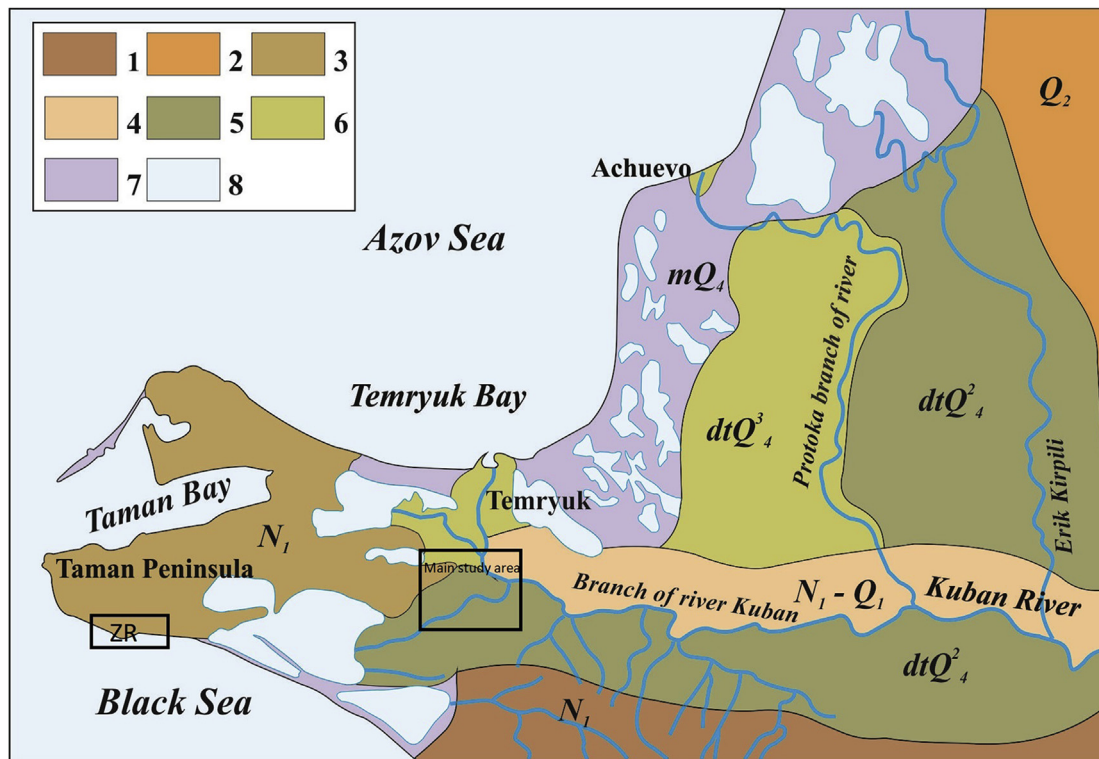 1 2 3
4 5 6
7 8
Q₂
Achuevo
Azov Sea
mQ₄
Protoka branch of river
Temryuk Bay
dtQ³₄
dtQ²₄
Erik Kirpili
Taman Bay
Temryuk
N₁
Taman Peninsula
Main study area
Branch of river Kuban
N₁ - Q₁
Kuban River
ZR
dtQ²₄
Black Sea
N₁